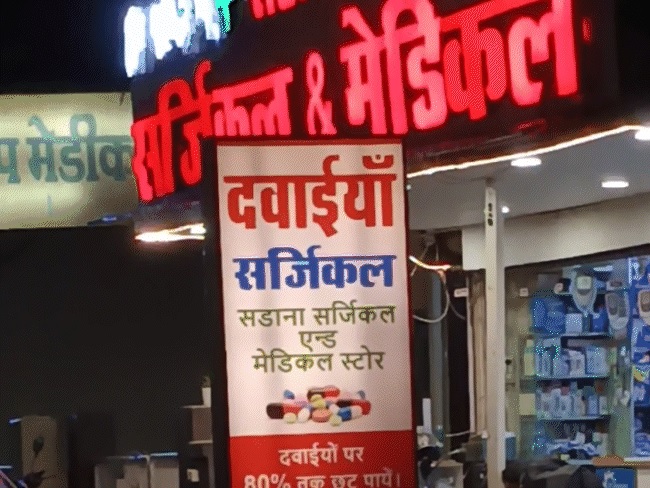 सर्जिकल & मेडिकल
प मेडीक
दवाईयाँ
सर्जिकल
सडाना सर्जिकल
एन्ड
मेडिकल स्टोर
दवाईयों पर
80% तक छूट पायें।